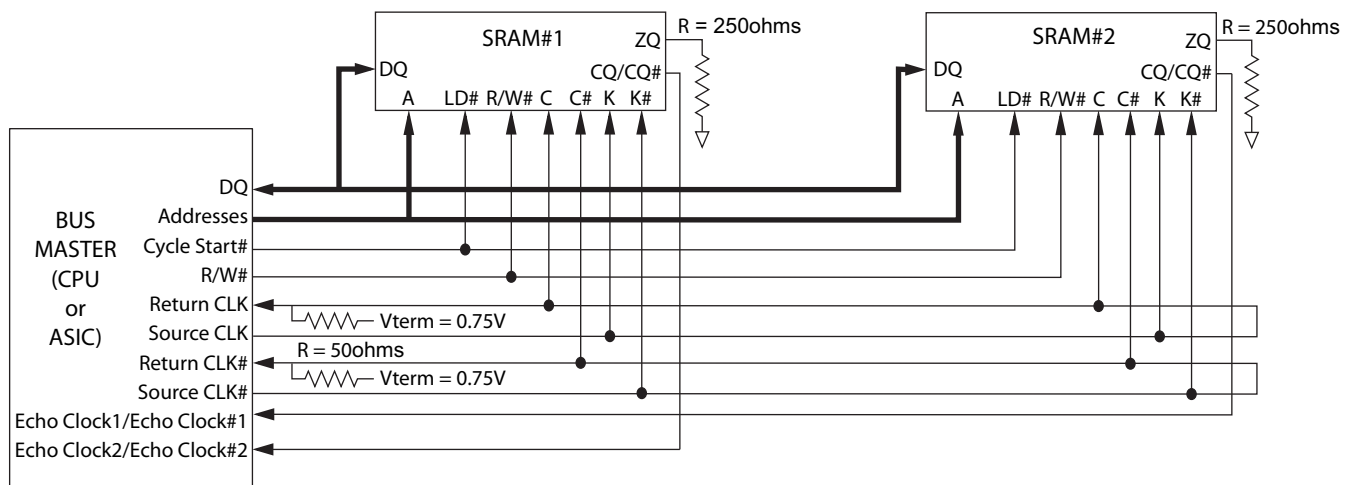 SRAM#1
ZQ
R = 250ohms
DQ
CQ/CQ#
A LD# R/W# C C# K K#
SRAM#2
ZQ
R = 250ohms
DQ
CQ/CQ#
A LD# R/W# C C# K K#
BUS
MASTER
(CPU
or
ASIC)
DQ
Addresses
Cycle Start#
R/W#
Return CLK
Vterm = 0.75V
Source CLK
R = 50ohms
Return CLK#
Vterm = 0.75V
Source CLK#
Echo Clock1/Echo Clock#1
Echo Clock2/Echo Clock#2